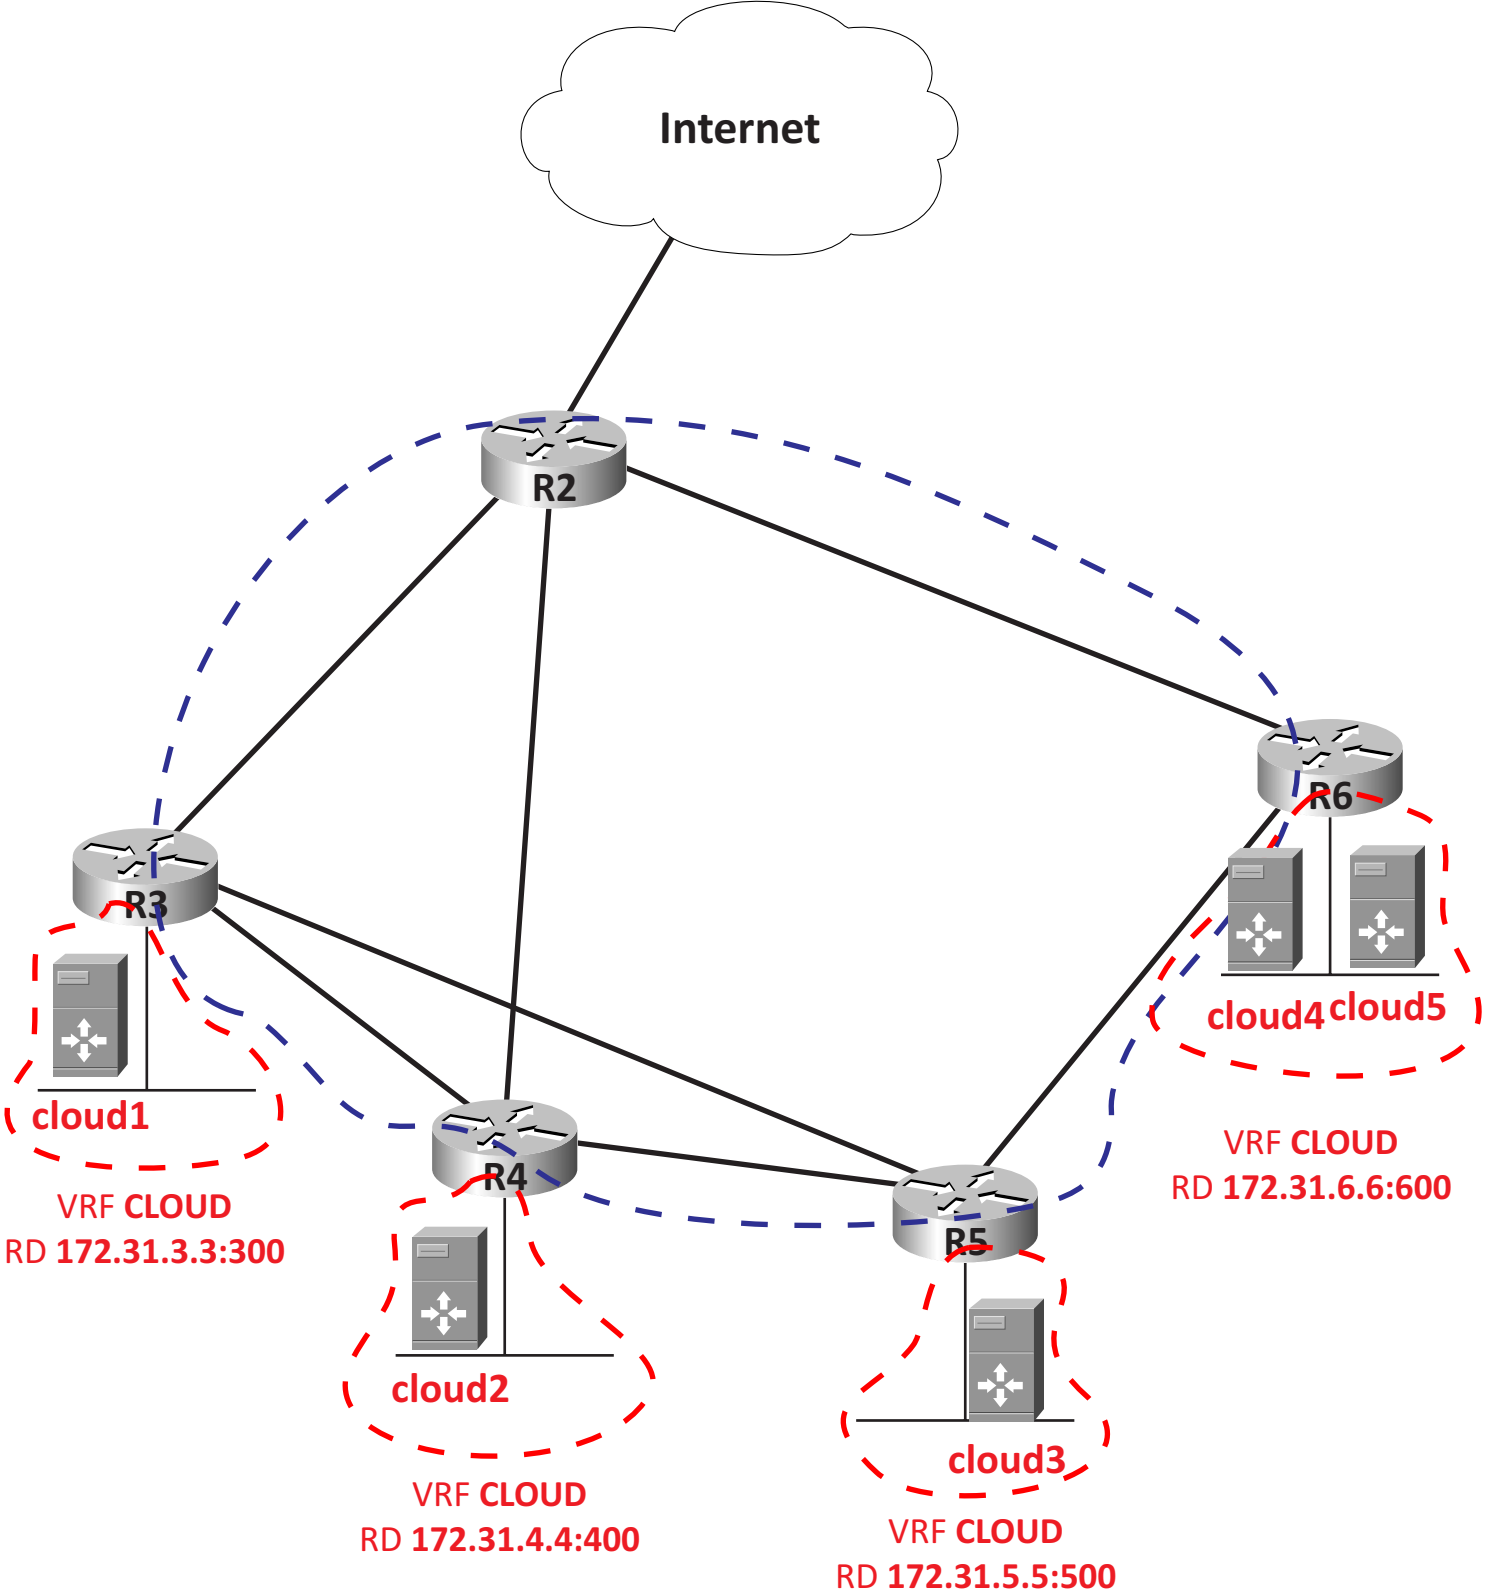 Internet
R2
R6
R3
cloud4
cloud5
cloud1
VRF CLOUD
RD 172.31.6.6:600
R4
VRF CLOUD
RD 172.31.3.3:300
R5
cloud2
cloud3
VRF CLOUD
RD 172.31.4.4:400
VRF CLOUD
RD 172.31.5.5:500